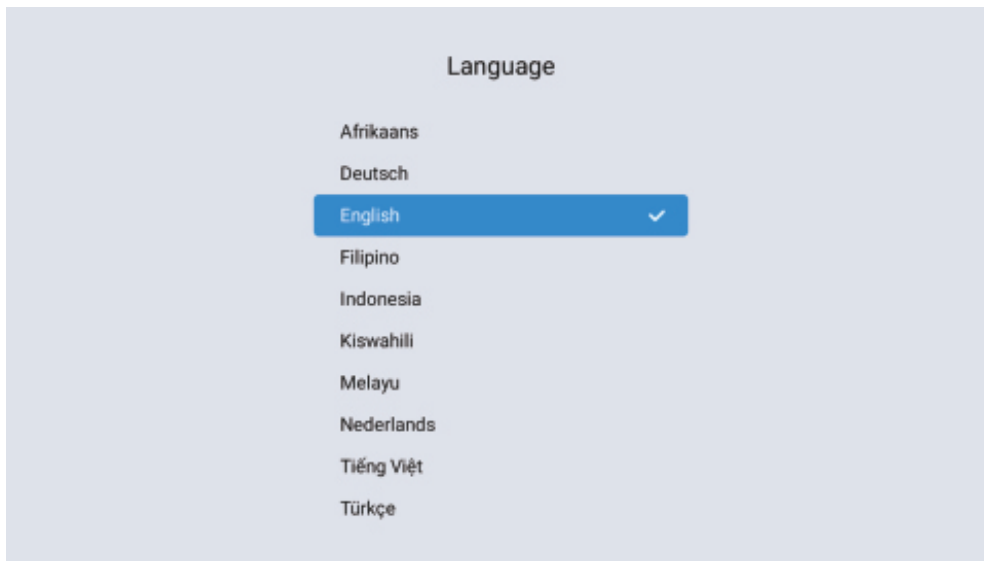 Language
Afrikaans
Deutsch
English
Filipino
Indonesia
Kiswahili
Melayu
Nederlands
Tiếng Việt
Türkçe